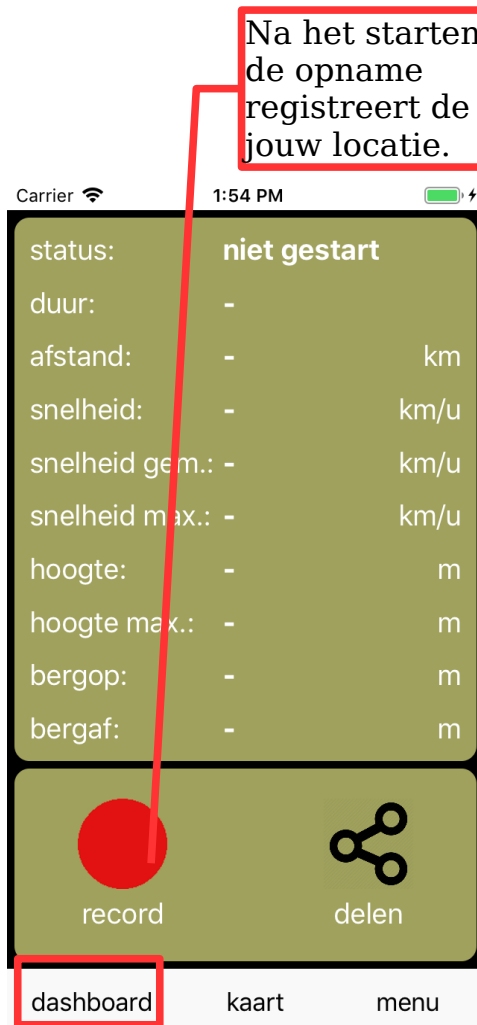 Na het starten
de opname
registreert de
jouw locatie.
Carrier 1:54 PM
status: niet gestart
duur: -
afstand: - km
snelheid: - km/u
snelheid gem.: - km/u
snelheid max.: - km/u
hoogte: - m
hoogte max.: - m
bergop: - m
bergaf: - m
record delen
dashboard kaart menu